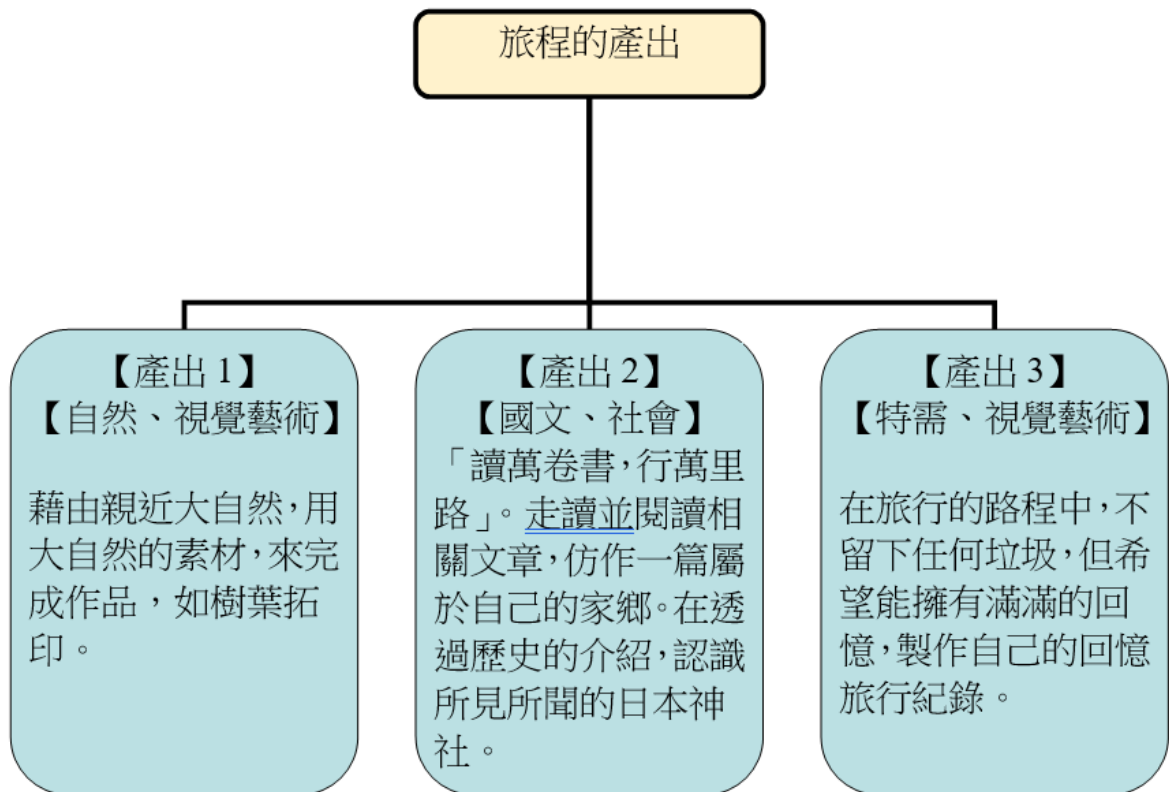 旅程的產出
【產出 1】
【自然、視覺藝術】
藉由親近大自然,用
大自然的素材,來完
成作品，如樹葉拓
印。
【產出 2】
【國文、社會】
「讀萬卷書,行萬里
路」。走讀並閱讀相
關文章,仿作一篇屬
於自己的家鄉。在透
過歷史的介紹,認識
所見所聞的日本神
社。
【產出 3】
【特需、視覺藝術】
在旅行的路程中,不
留下任何垃圾,但希
望能擁有滿滿的回
憶,製作自己的回憶
旅行紀錄。